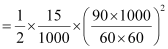 = 1/2 × 15/1000 × (90 × 1000 / 60 × 60)²